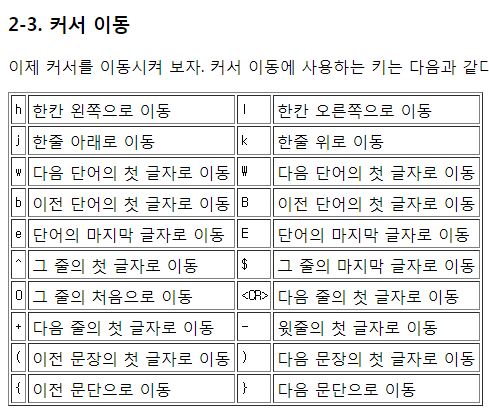 2-3. 커서 이동
이제 커서를 이동시켜 보자. 커서 이동에 사용하는 키는 다음과 같다
h 한칸 왼쪽으로 이동 l 한칸 오른쪽으로 이동
j 한줄 아래로 이동 k 한줄 위로 이동
w 다음 단어의 첫 글자로 이동 W 다음 단어의 첫 글자로 이동
b 이전 단어의 첫 글자로 이동 B 이전 단어의 첫 글자로 이동
e 단어의 마지막 글자로 이동 E 단어의 마지막 글자로 이동
^ 그 줄의 첫 글자로 이동 $ 그 줄의 마지막 글자로 이동
0 그 줄의 처음으로 이동 <CR> 다음 줄의 첫 글자로 이동
+ 다음 줄의 첫 글자로 이동 - 윗줄의 첫 글자로 이동
( 이전 문장의 첫 글자로 이동 ) 다음 문장의 첫 글자로 이동
{ 이전 문단으로 이동 } 다음 문단으로 이동